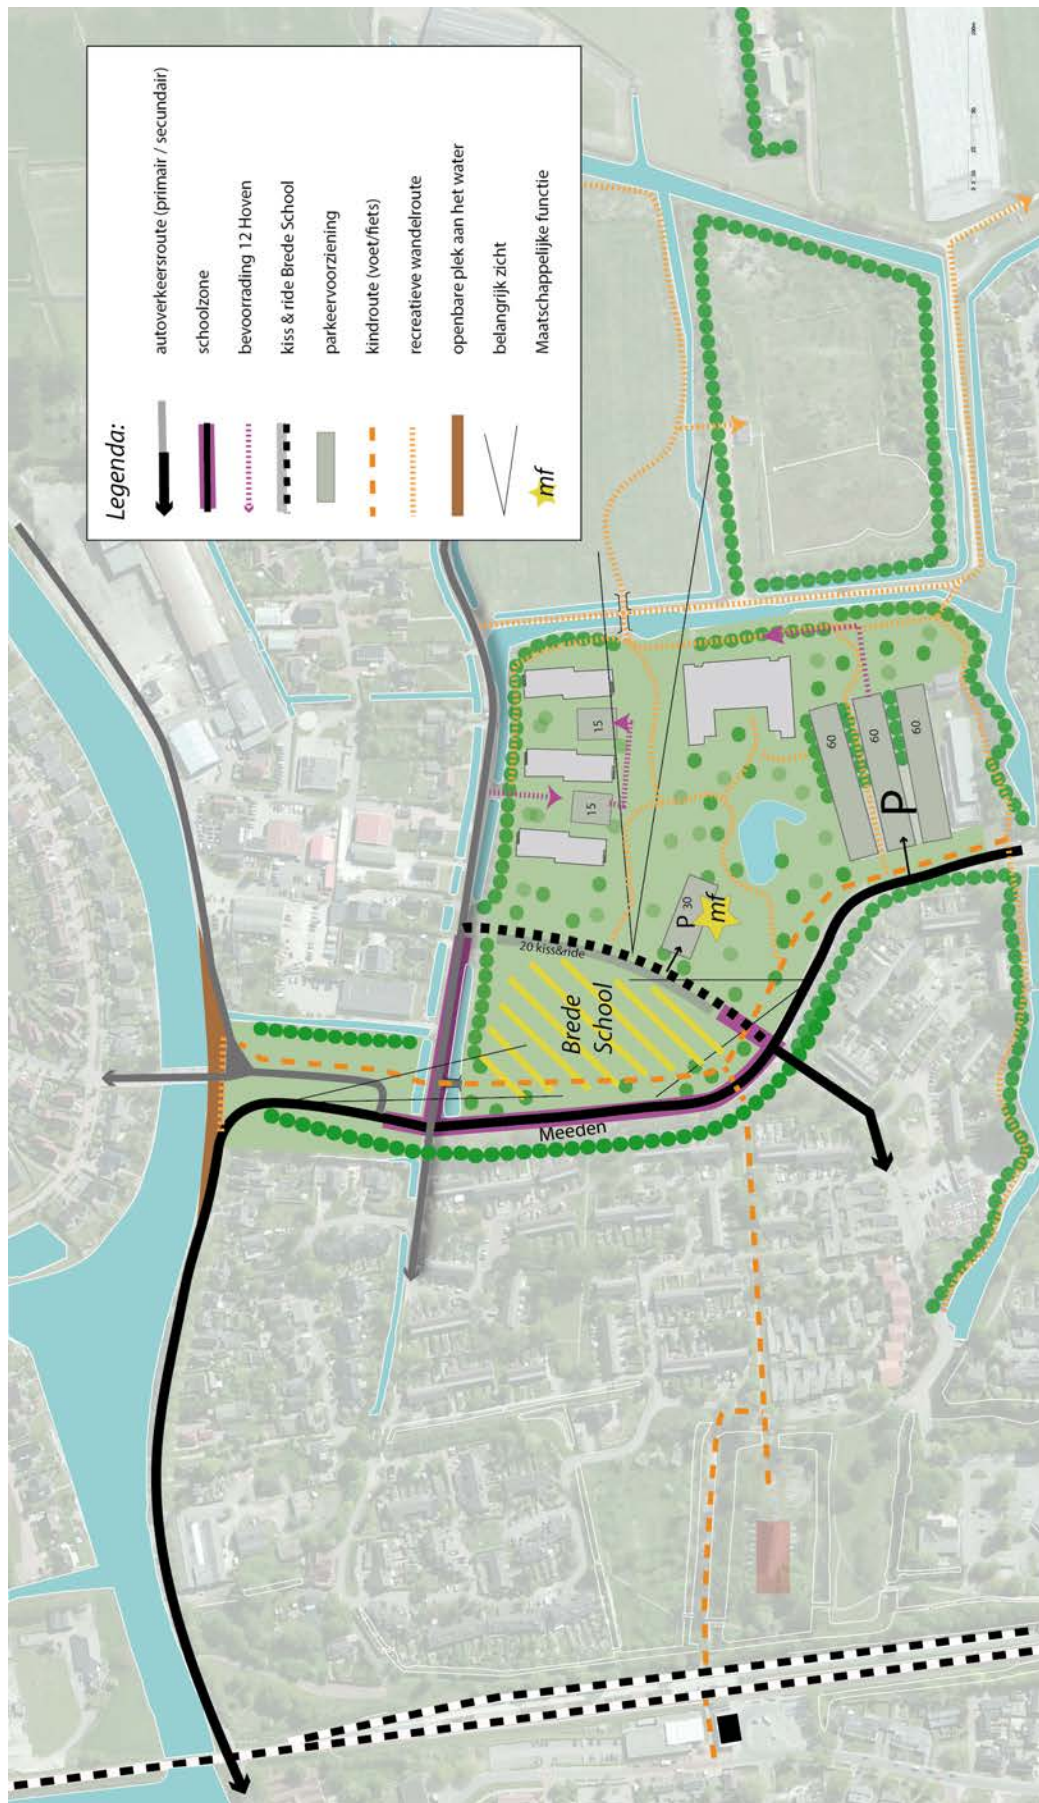 Legenda:
autoverkeersroute (primair / secundair)
schoolzone
bevoorrading 12 Hoven
kiss & ride Brede School
parkeervoorziening
kindroute (voet/fiets)
recreatieve wandelroute
openbare plek aan het water
belangrijk zicht
mf
Maatschappelijke functie
Meeden
Brede
School
20 kiss&ride
P
30
mf
15
15
P
60
60
60